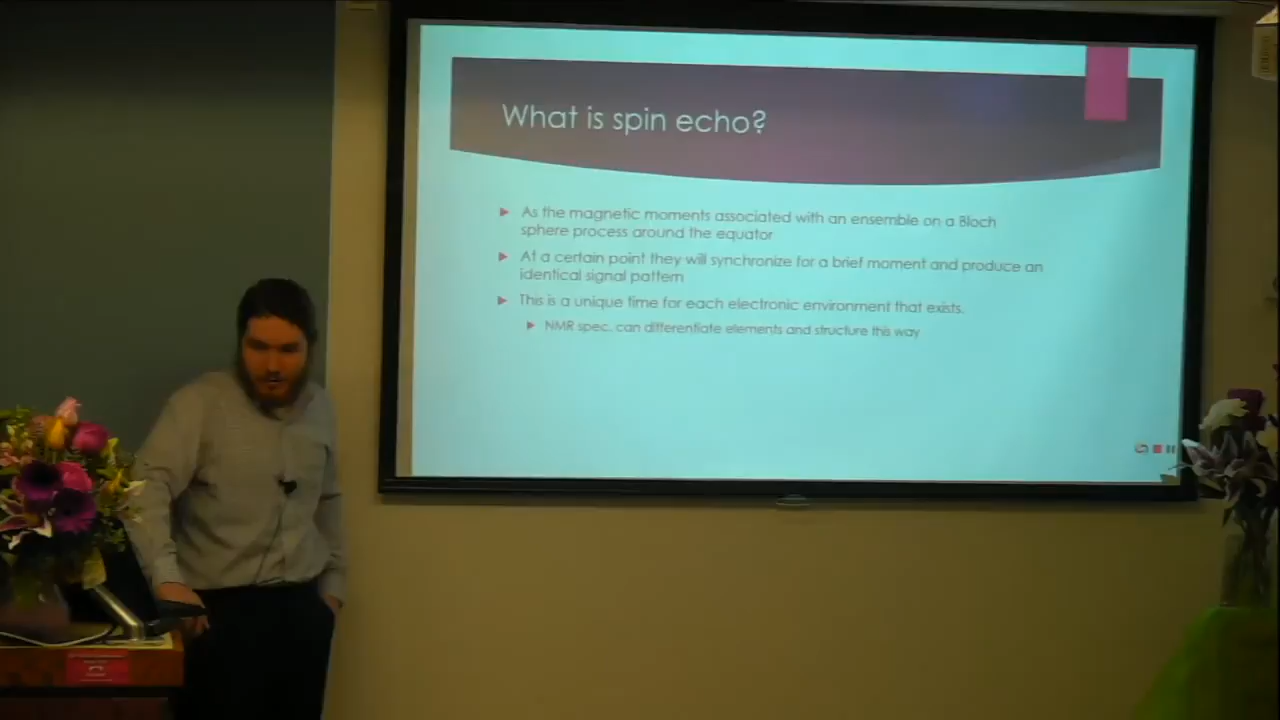 What is spin echo?
As the magnetic moments associated with an ensemble on a Bloch
sphere process around the equator
At a certain point they will synchronize for a brief moment and produce an
identical signal pattern
This is a unique time for each electronic environment that exists.
NMR spec. can differentiate elements and structure this way